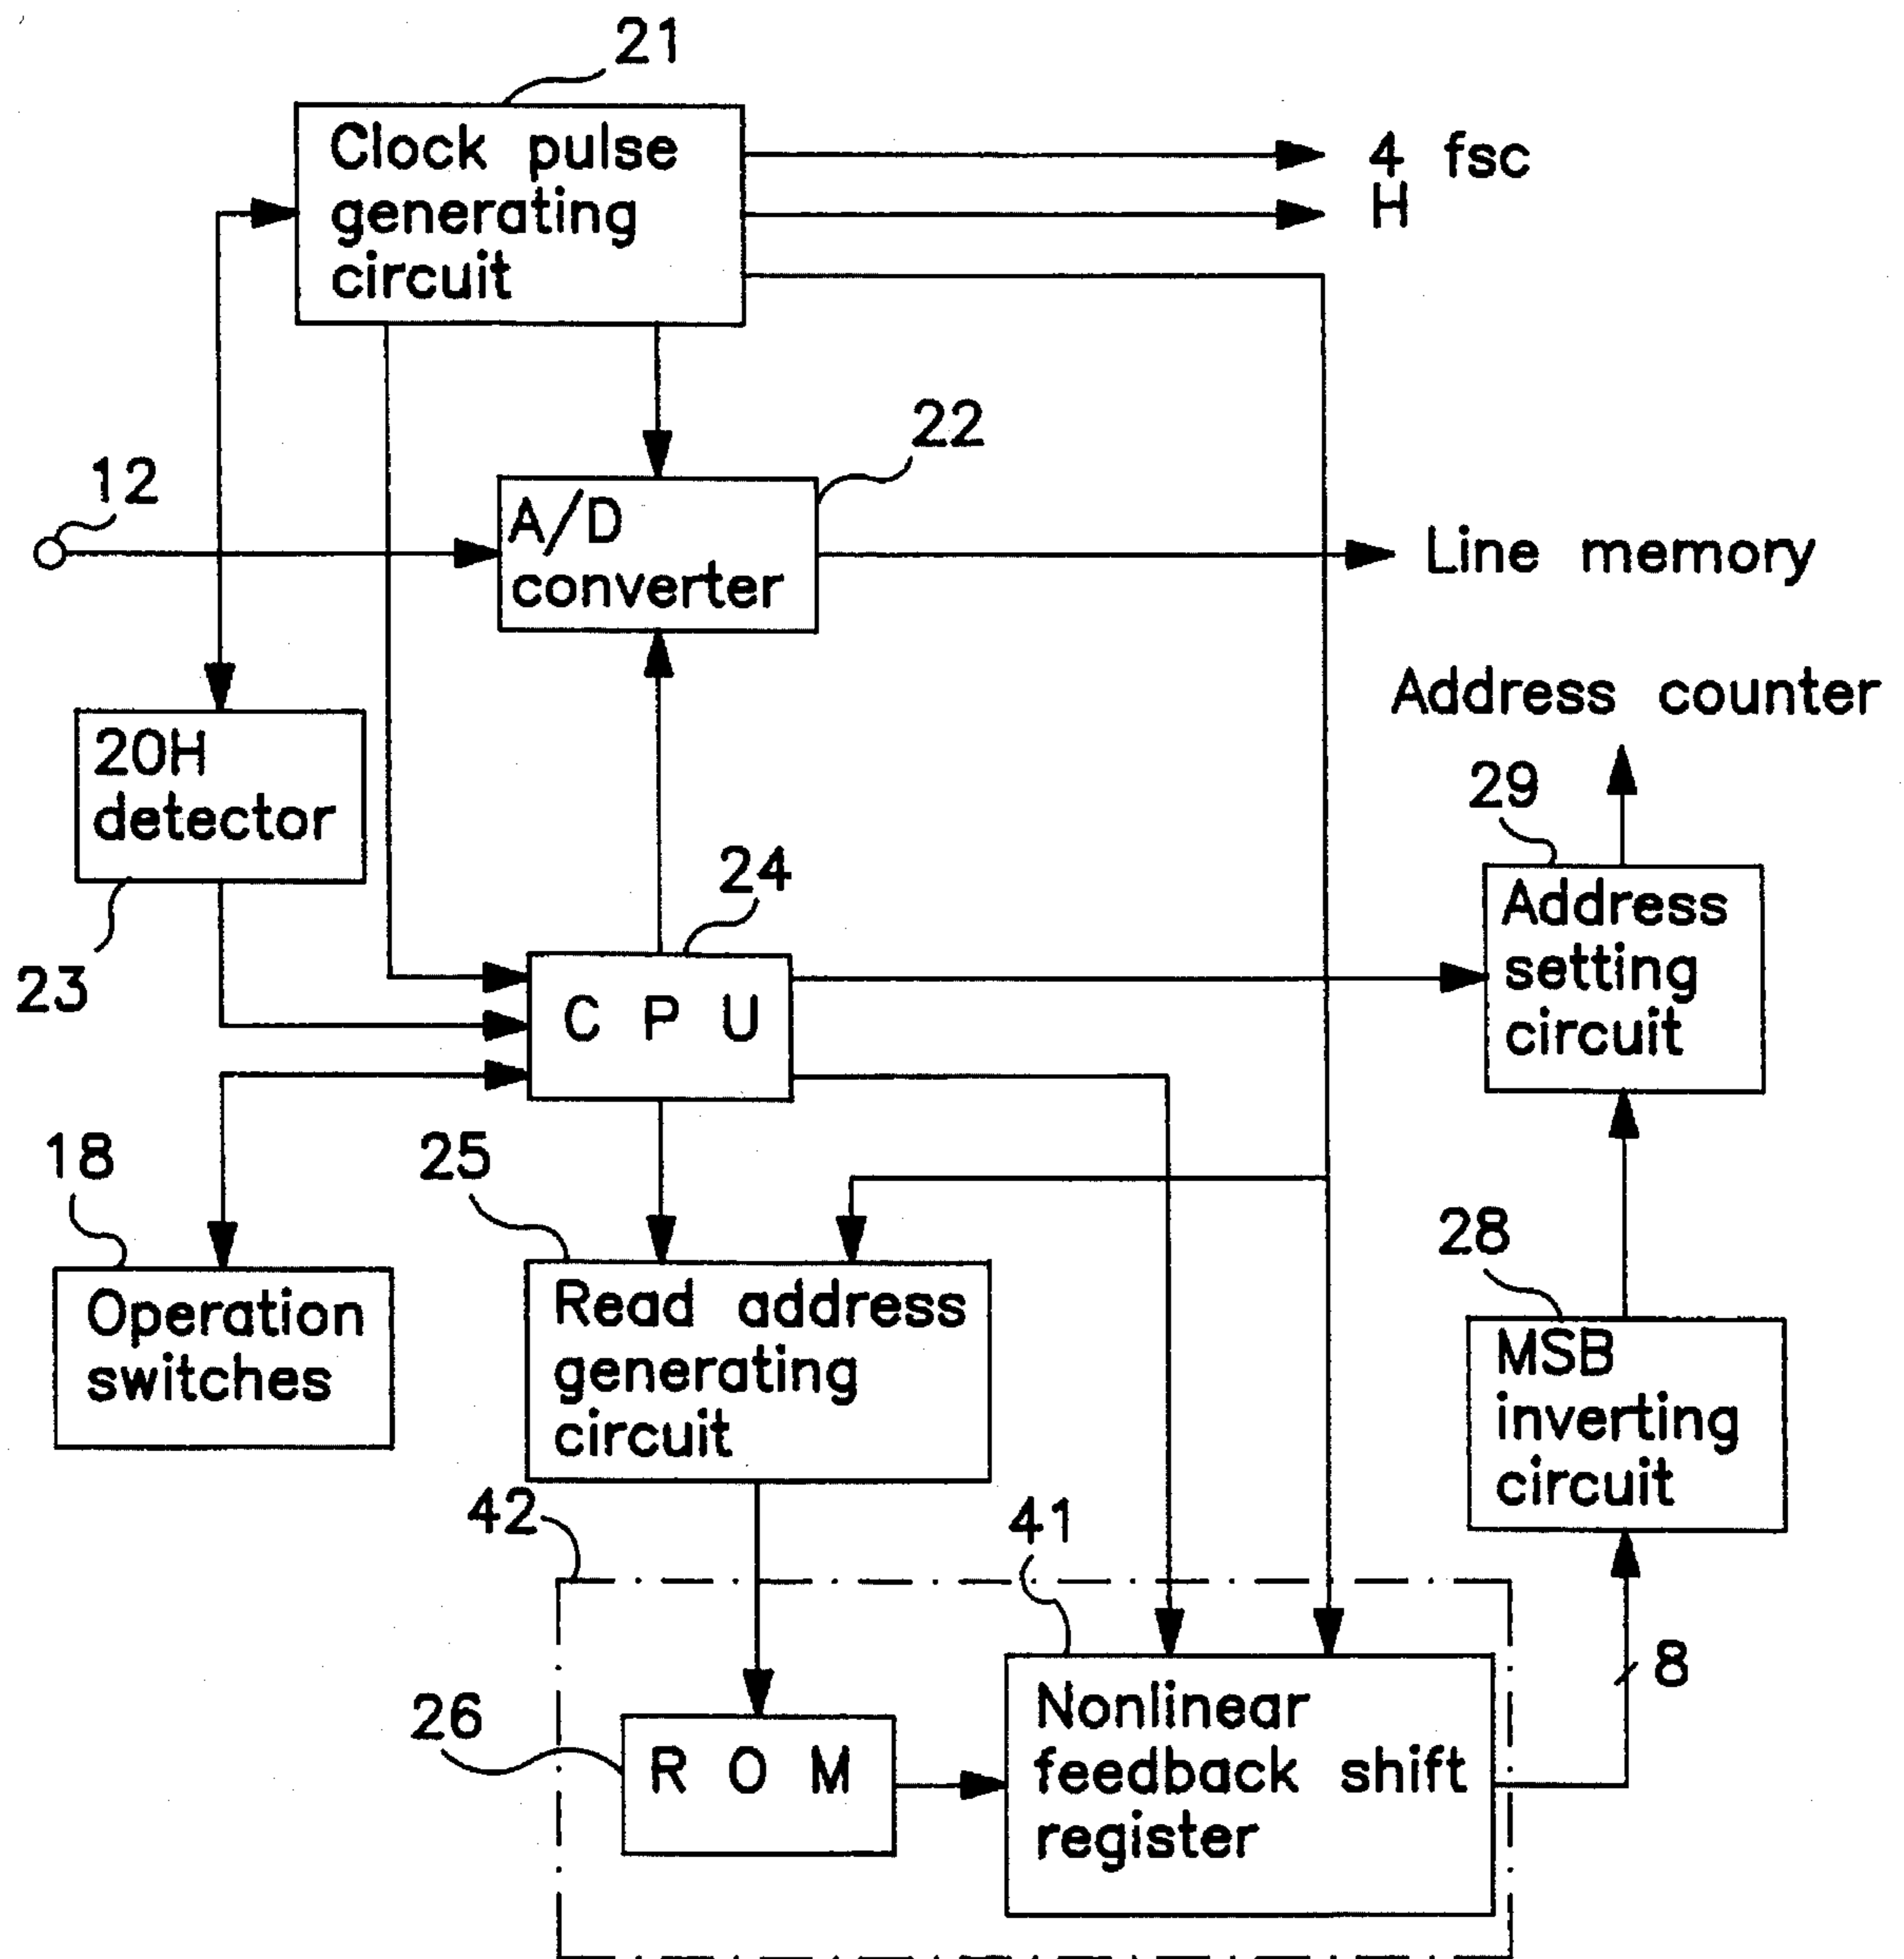 21
Clock pulse
generating
circuit
4 fsc
H
22
12
A/D
converter
Line memory
Address counter
20H
detector
23
29
24
C P U
Address
setting
circuit
18
25
Operation
switches
Read address
generating
circuit
28
MSB
inverting
circuit
42
41
8
26
R O M
Nonlinear
feedback shift
register